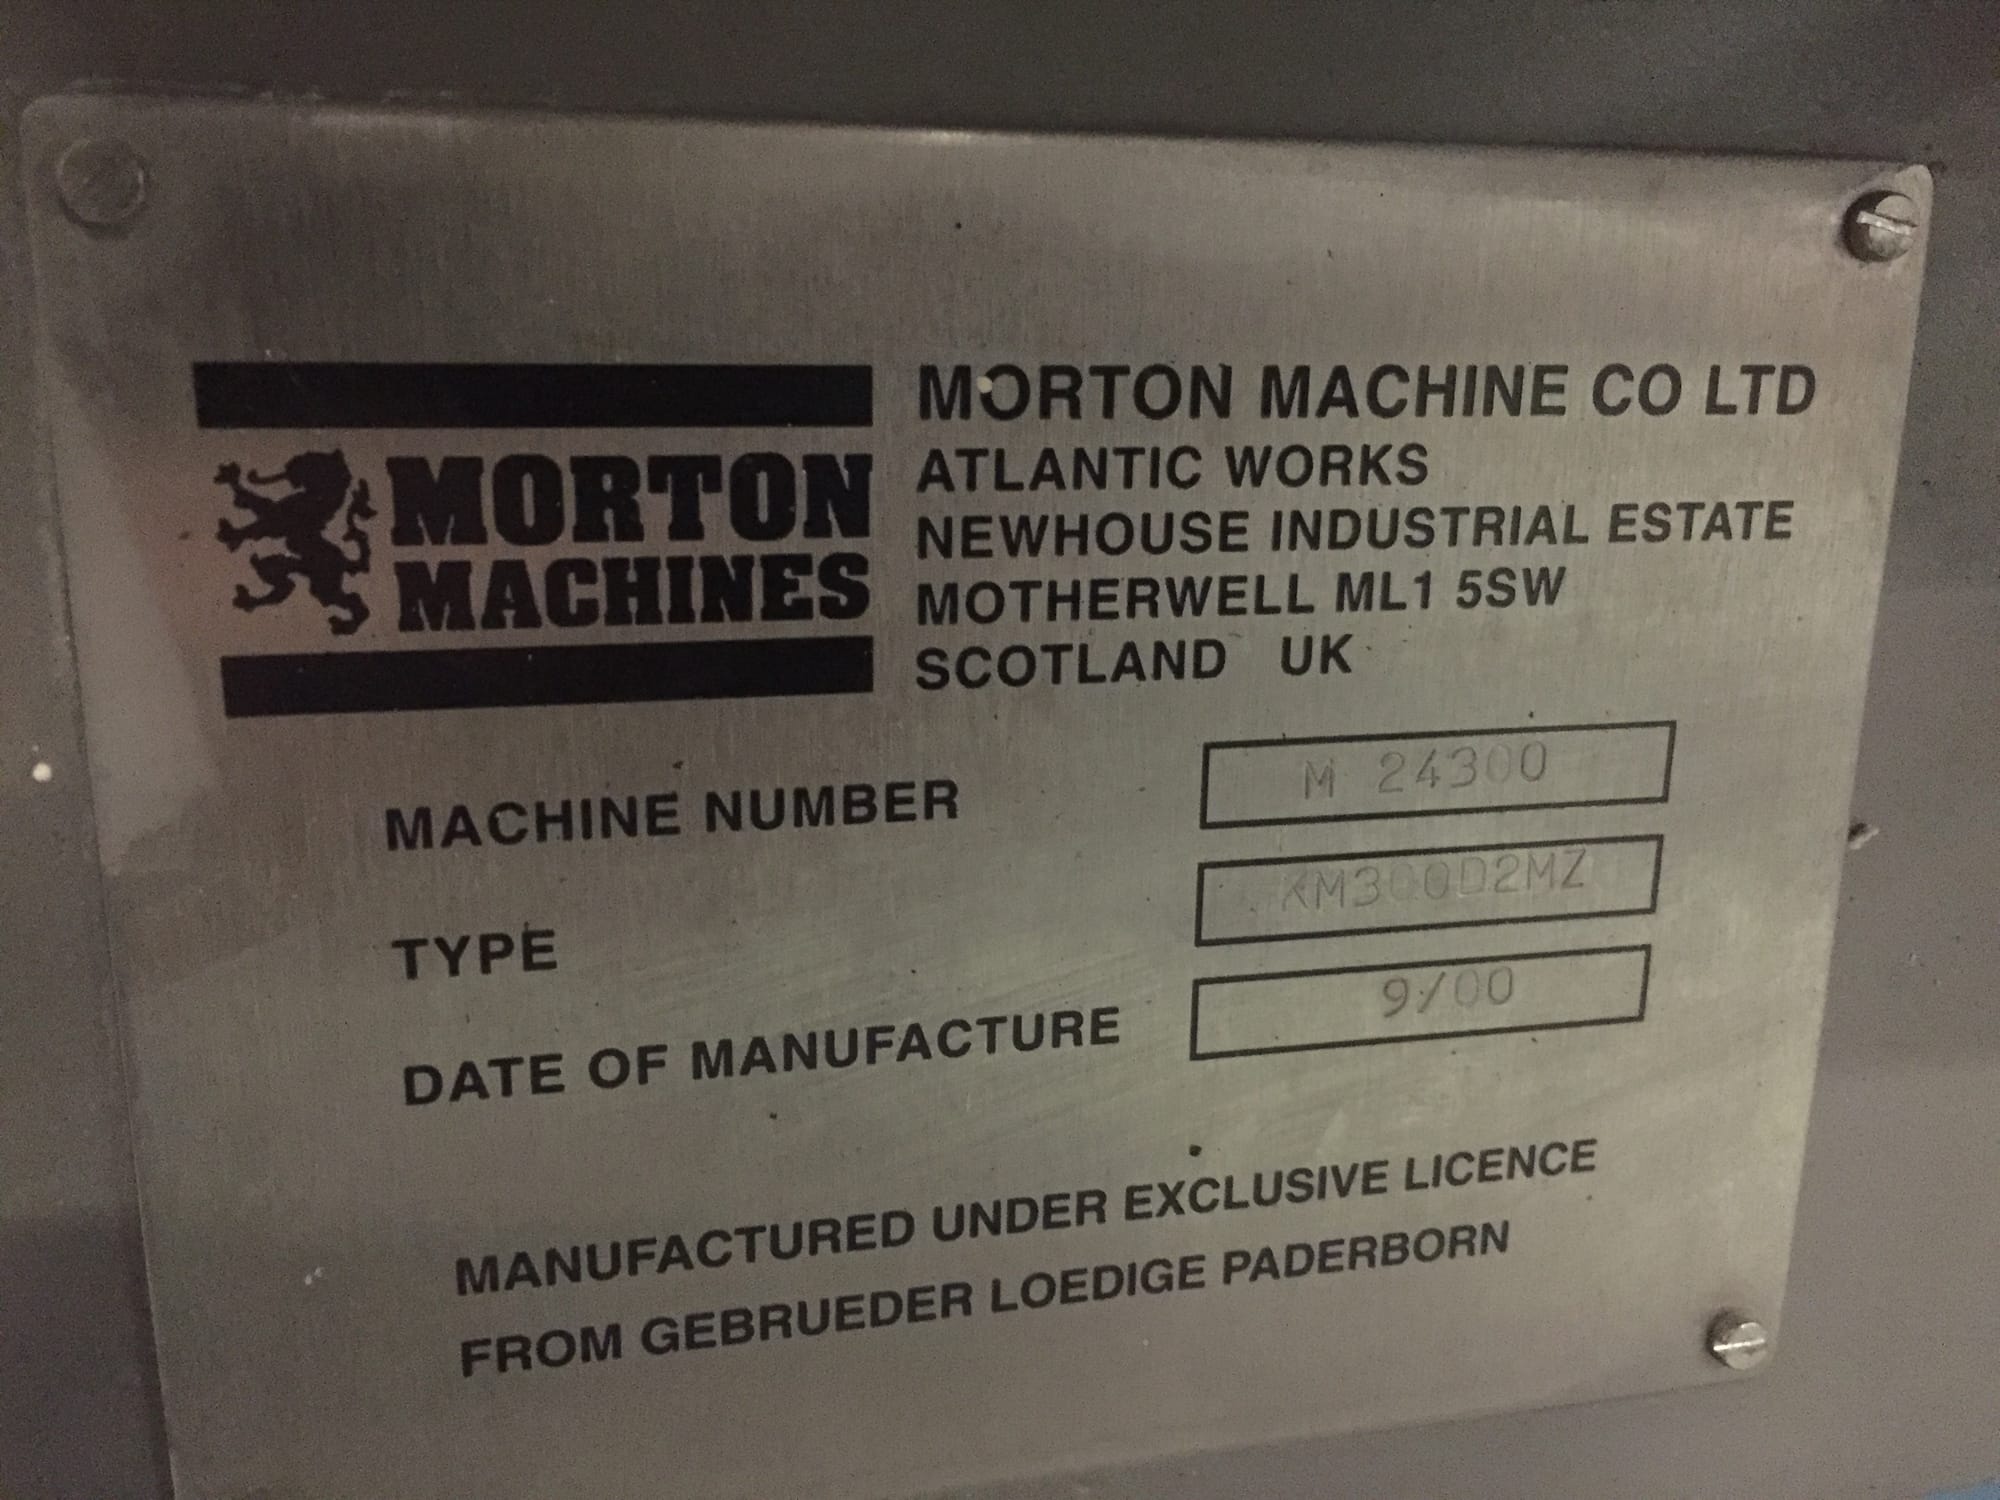 MORTON
MACHINES
MORTON MACHINE CO LTD
ATLANTIC WORKS
NEWHOUSE INDUSTRIAL ESTATE
MOTHERWELL ML1 5SW
SCOTLAND UK
MACHINE NUMBER M 24300
TYPE KM300D2MZ
DATE OF MANUFACTURE 9/00
MANUFACTURED UNDER EXCLUSIVE LICENCE
FROM GEBRUEDER LOEDIGE PADERBORN